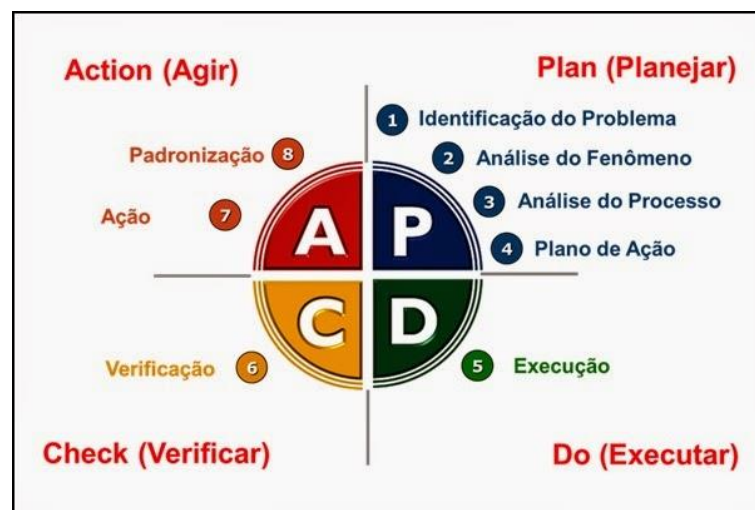 Action (Agir)
Plan (Planejar)
1 Identificação do Problema
2 Análise do Fenômeno
3 Análise do Processo
4 Plano de Ação
Padronização 8
Ação 7
A P
C D
Verificação 6
5 Execução
Check (Verificar)
Do (Executar)